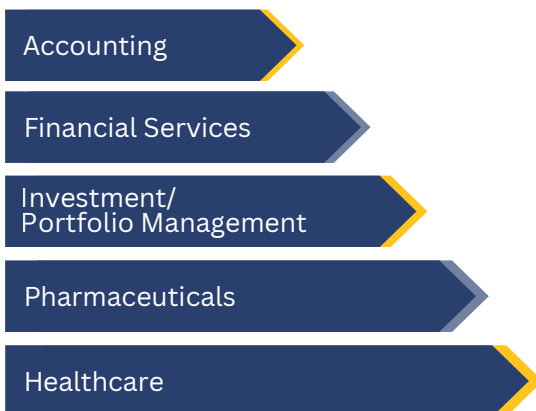 Accounting
Financial Services
Investment/
Portfolio Management
Pharmaceuticals
Healthcare